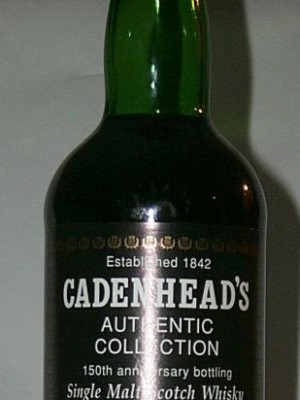 Established 1842
CADENHEAD'S
AUTHENTIC
COLLECTION
150th anniversary bottling
Single Malt Scotch Whisky